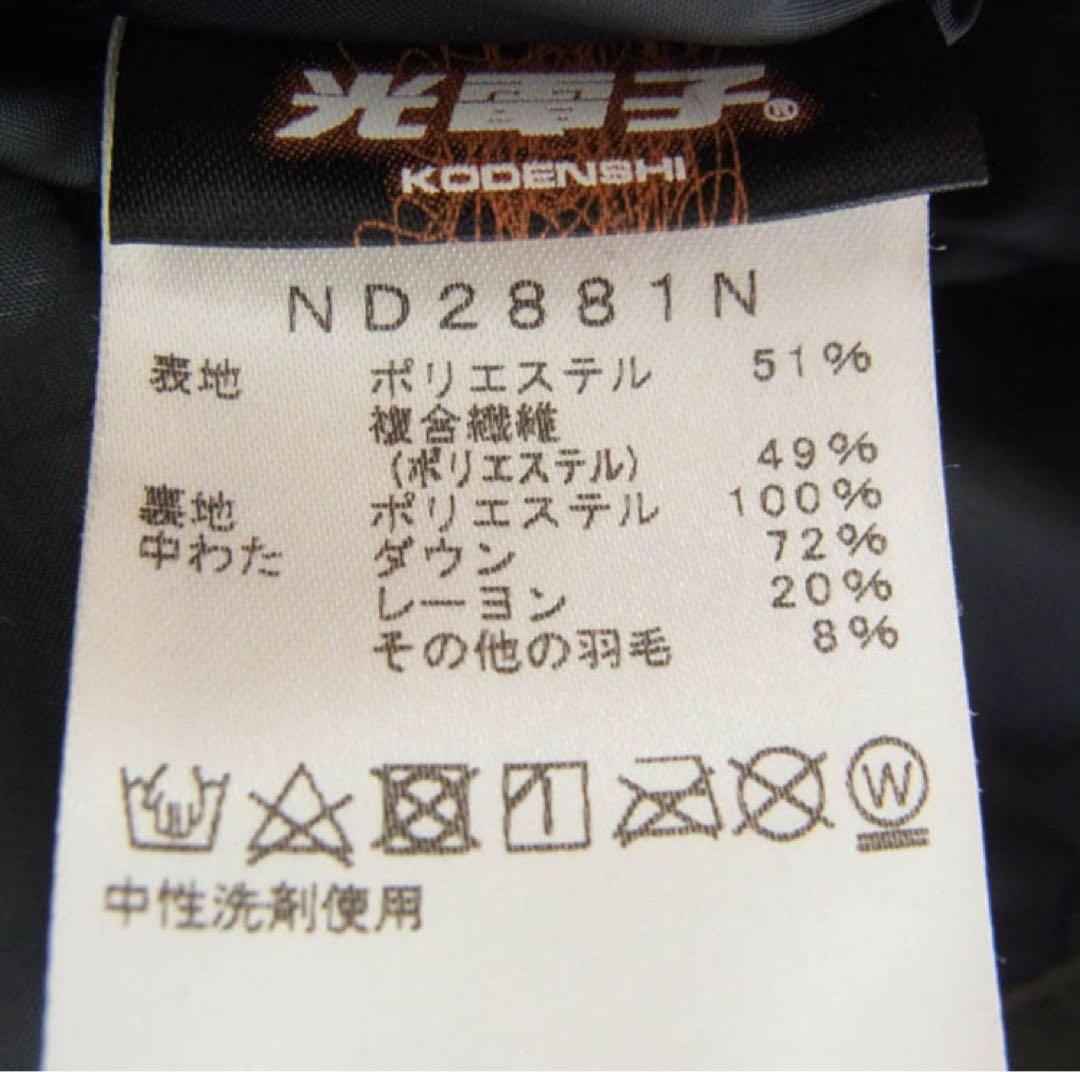 光電子®
KODENSHI
ND2881N
表地 ポリエステル 51%
複合繊維
(ポリエステル) 49%
裏地 ポリエステル 100%
中わた ダウン 72%
レーヨン 20%
その他の羽毛 8%
W
中性洗剤使用